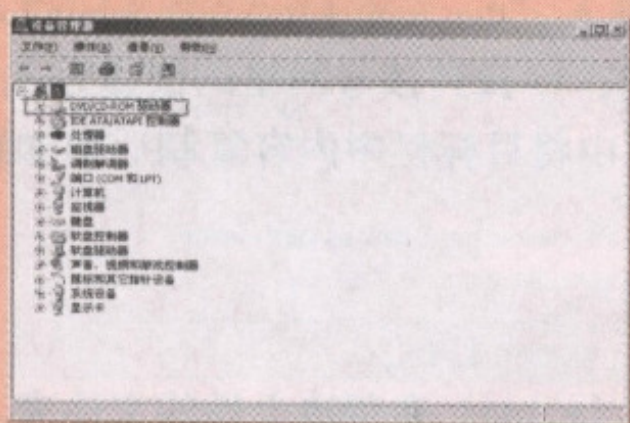 设备管理器
文件(F) 操作(A) 查看(V) 帮助(H)
DVD/CD-ROM 驱动器
IDE ATA/ATAPI 控制器
处理器
磁盘驱动器
调制解调器
端口 (COM 和 LPT)
计算机
监视器
键盘
软盘控制器
软盘驱动器
声音、视频和游戏控制器
鼠标和其它指针设备
系统设备
显示卡